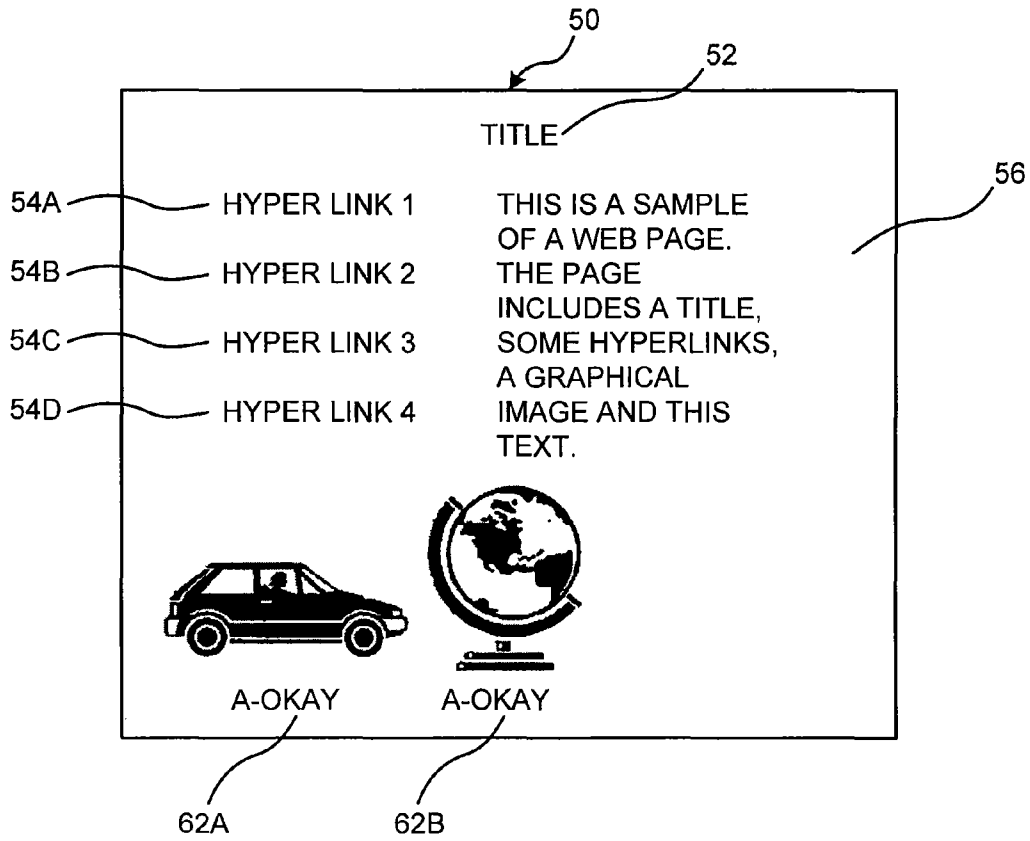 50
52
TITLE
56
54A HYPER LINK 1
54B HYPER LINK 2
54C HYPER LINK 3
54D HYPER LINK 4
THIS IS A SAMPLE
OF A WEB PAGE.
THE PAGE
INCLUDES A TITLE,
SOME HYPERLINKS,
A GRAPHICAL
IMAGE AND THIS
TEXT.
A-OKAY A-OKAY
62A 62B